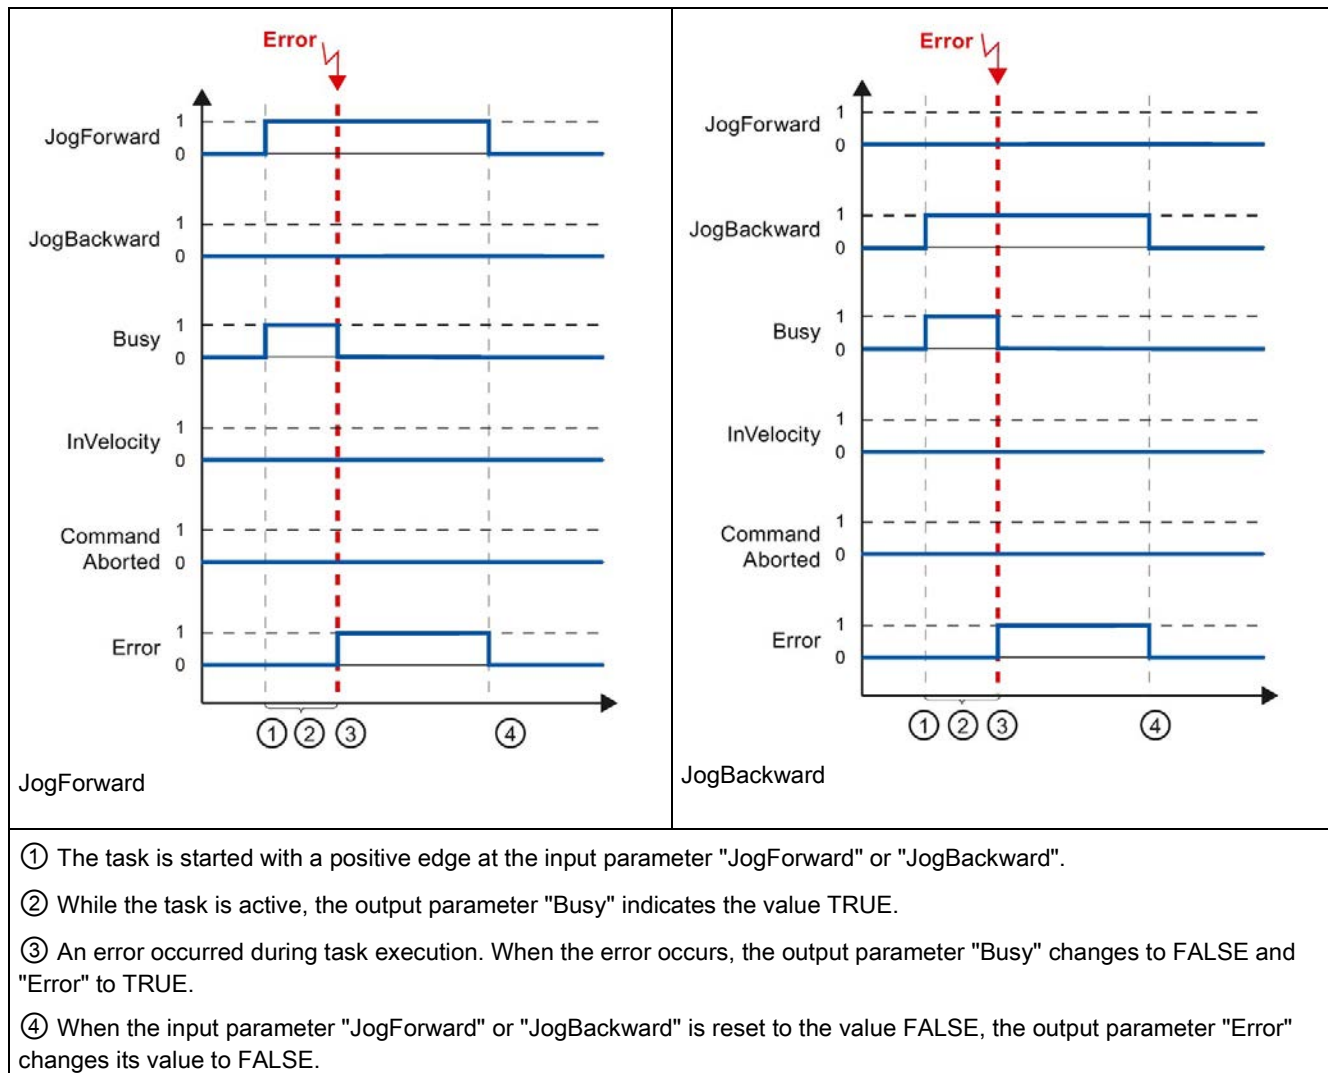 Error
JogForward
1
0
JogBackward
1
0
Busy
1
0
InVelocity
1
0
Command
Aborted
1
0
Error
1
0
① ② ③ ④
JogForward
Error
JogForward
1
0
JogBackward
1
0
Busy
1
0
InVelocity
1
0
Command
Aborted
1
0
Error
1
0
① ② ③ ④
JogBackward
① The task is started with a positive edge at the input parameter "JogForward" or "JogBackward".
② While the task is active, the output parameter "Busy" indicates the value TRUE.
③ An error occurred during task execution. When the error occurs, the output parameter "Busy" changes to FALSE and
"Error" to TRUE.
④ When the input parameter "JogForward" or "JogBackward" is reset to the value FALSE, the output parameter "Error"
changes its value to FALSE.